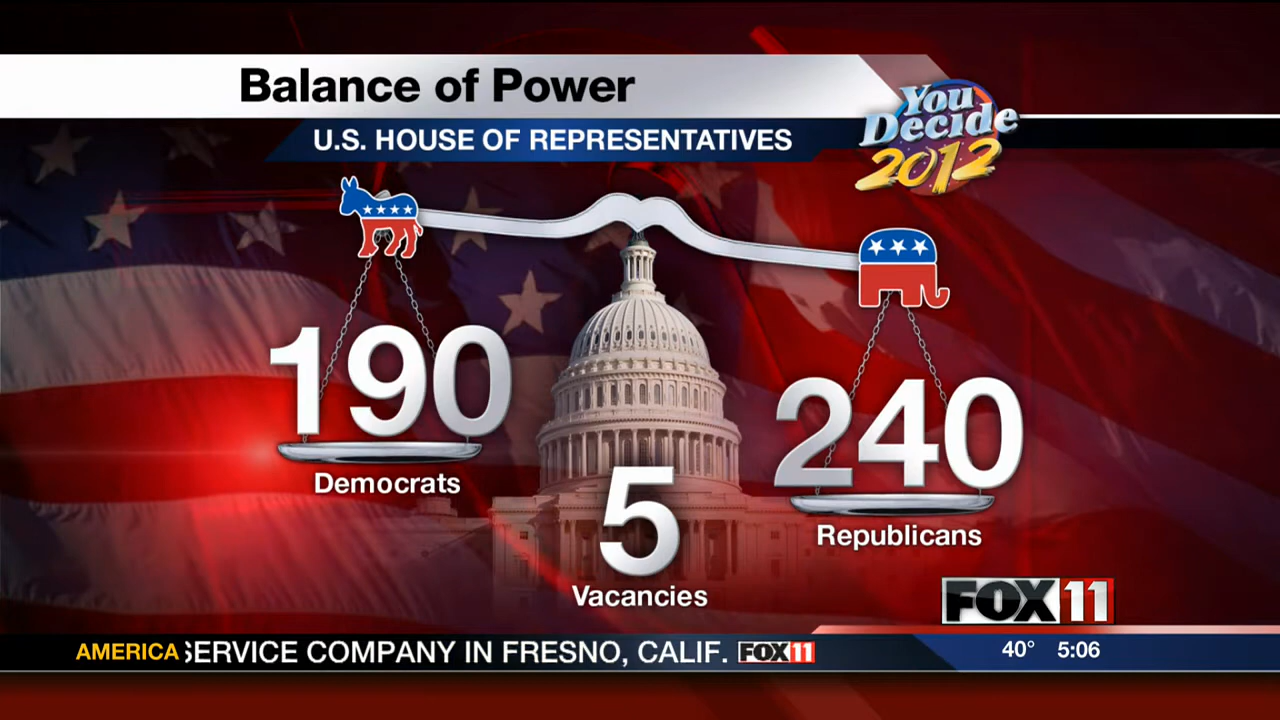 Balance of Power
U.S. HOUSE OF REPRESENTATIVES
You
Decide
2012
190
Democrats
240
Republicans
5
Vacancies
FOX 11
AMERICA SERVICE COMPANY IN FRESNO, CALIF. FOX 11
40° 5:06